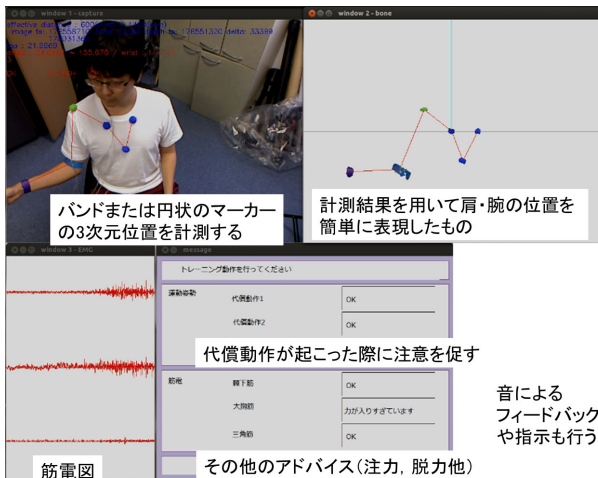 window 1 - capture
window 2 - bone
バンドまたは円状のマーカー
の3次元位置を計測する
計測結果を用いて肩・腕の位置を
簡単に表現したもの
window 3 - EMG
message
トレーニング動作を行ってください
運動姿勢
代償動作1
OK
代償動作2
OK
代償動作が起こった際に注意を促す
筋砲
棘下筋
OK
大胸筋
力が入りすぎています
三角筋
OK
音による
フィードバック
や指示も行う
筋電図
その他のアドバイス(注力, 脱力他)